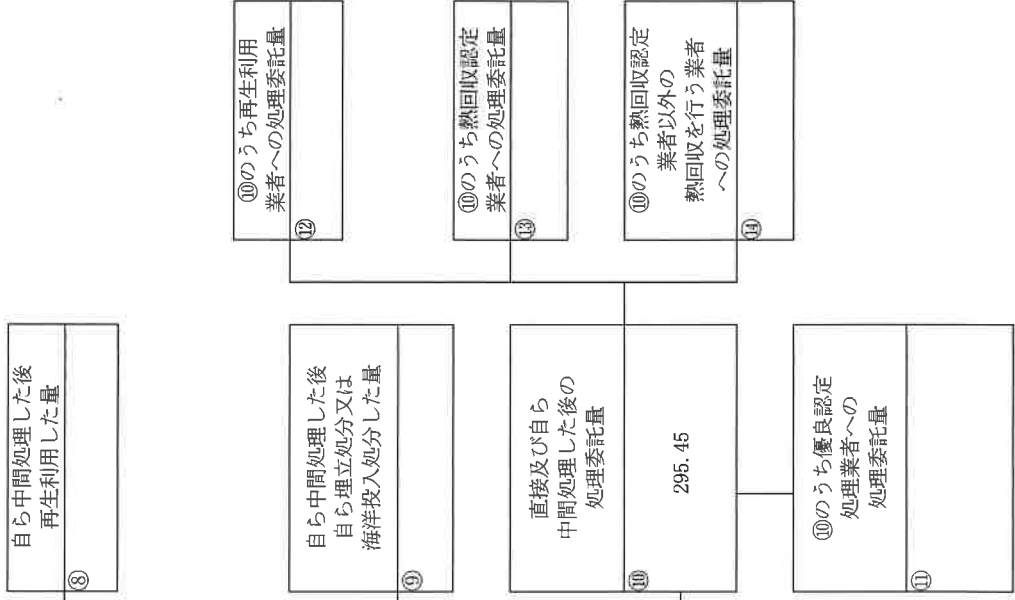 自ら中間処理した後
再生利用した量
⑧
自ら中間処理した後
自ら埋立処分又は
海洋投入処分した量
⑨
直接及び自ら
中間処理した後の
処理委託量
⑩
295.45
⑩のうち優良認定
処理業者への
処理委託量
⑪
⑩のうち再生利用
業者への処理委託量
⑫
⑩のうち熱回収認定
業者への処理委託量
⑬
⑩のうち熱回収認定
業者以外の
熱回収を行う業者
への処理委託量
⑭